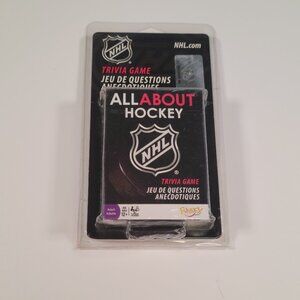 NHL
NHL.com
TRIVIA GAME
JEU DE QUESTIONS
ANECDOTIQUES
ALL ABOUT
HOCKEY
NHL
TRIVIA GAME
JEU DE QUESTIONS
ANECDOTIQUES